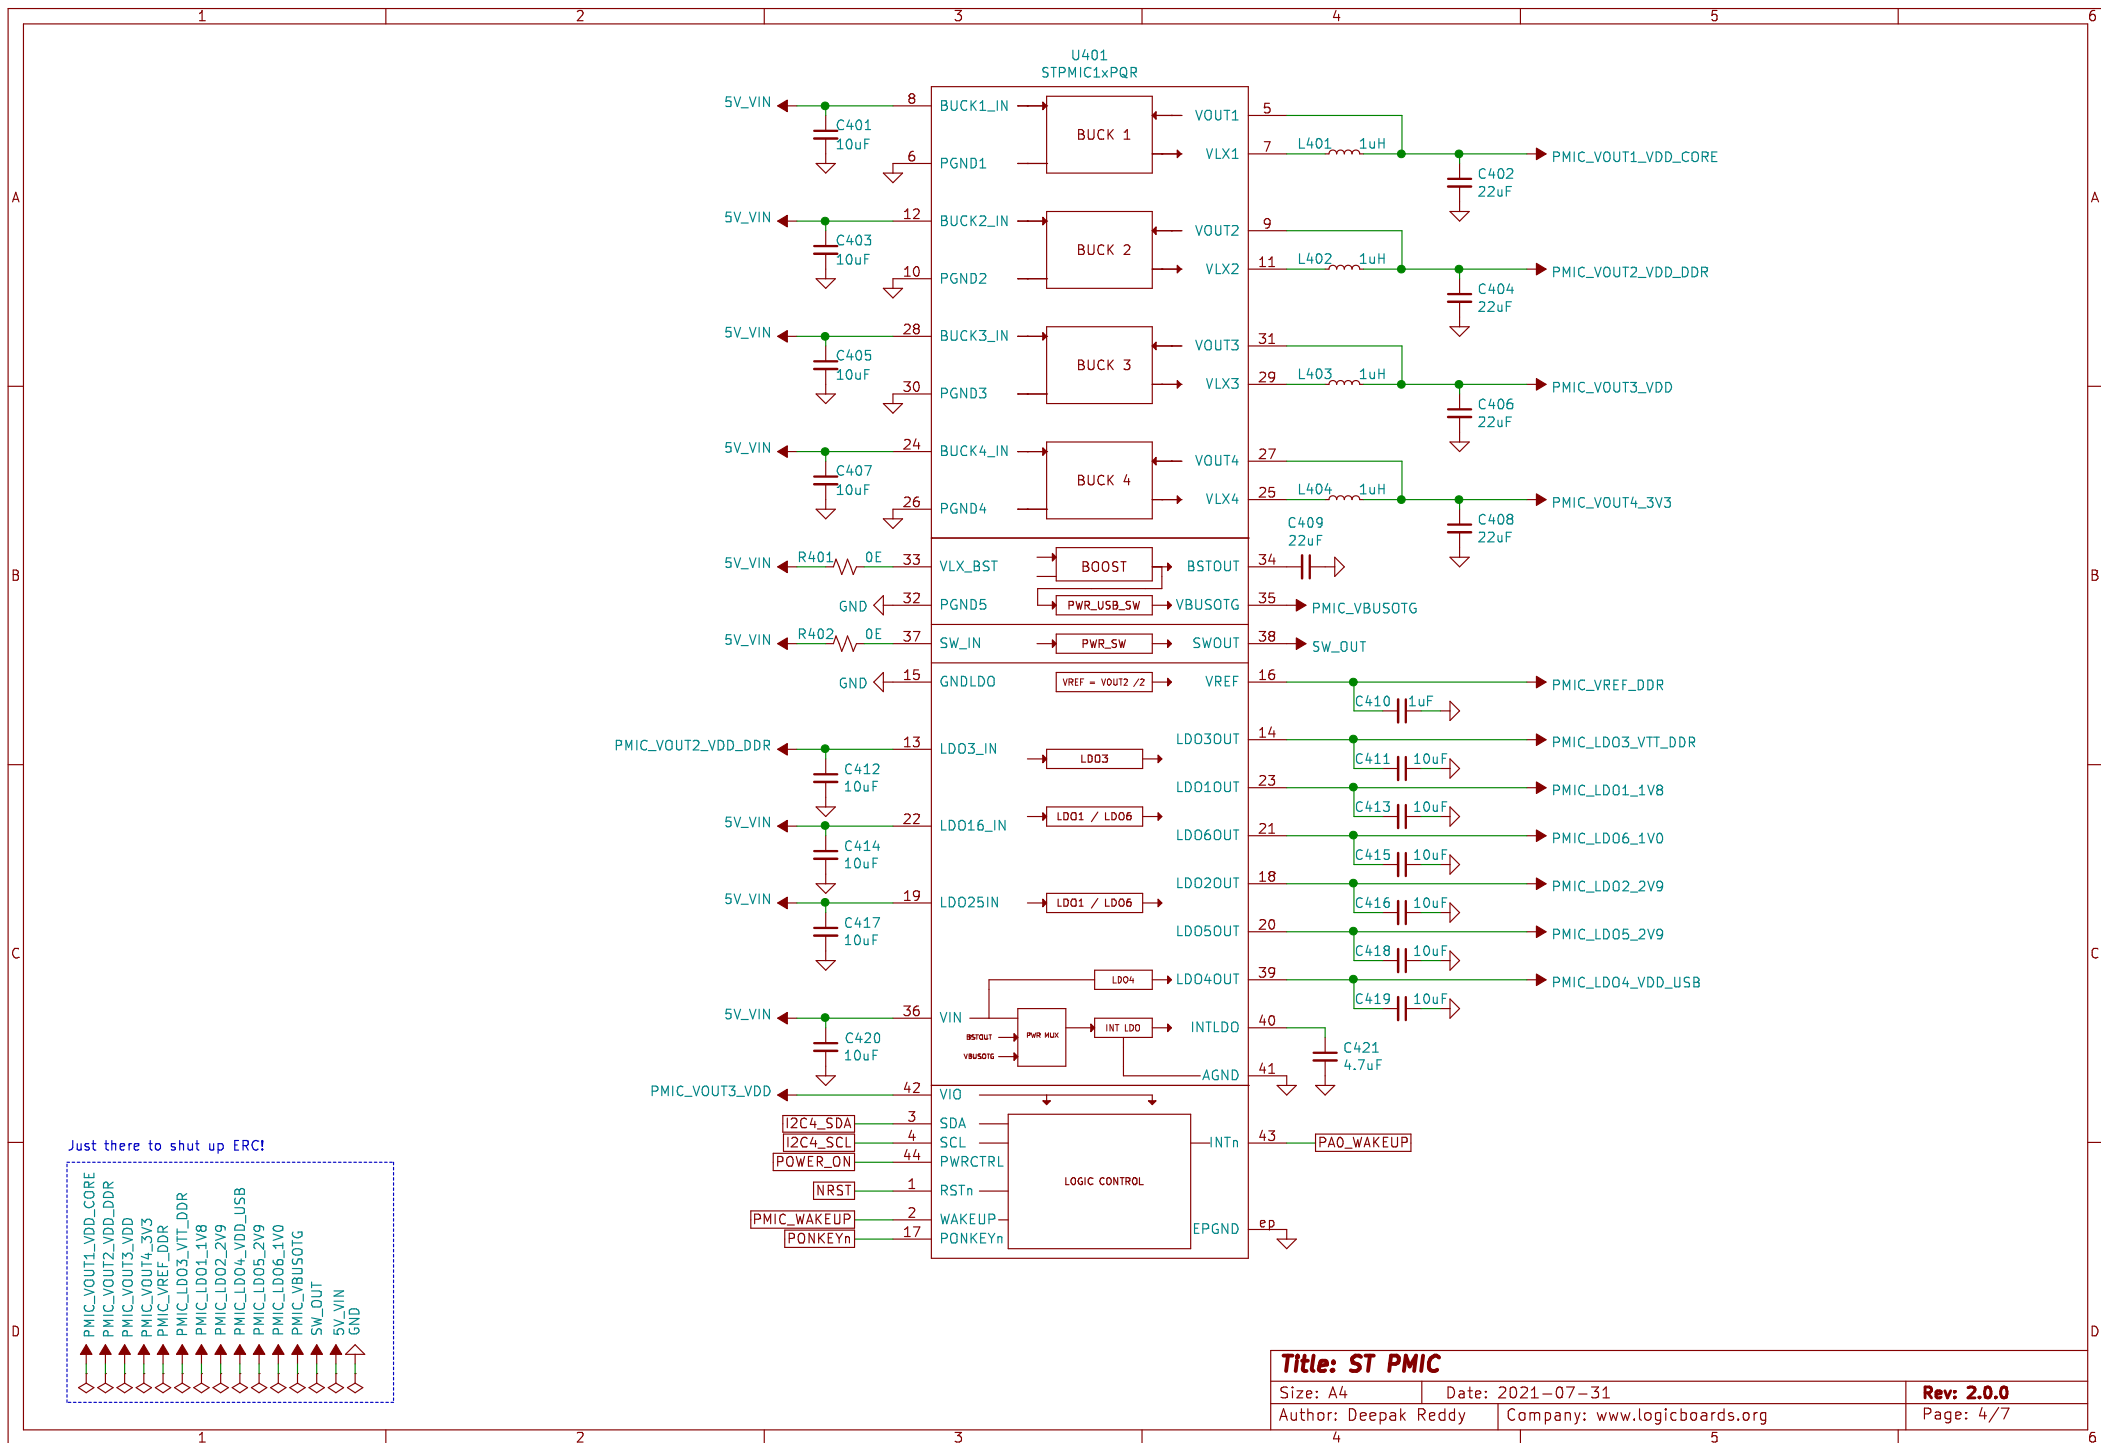 1 2 3 4 5 6
U401
STPMIC1xPQR
5V_VIN 8 BUCK1_IN BUCK 1 VOUT1 5
C401
10uF
6 PGND1 VLX1 7 L401 1uH PMIC_VOUT1_VDD_CORE
C402
22uF
A A
5V_VIN 12 BUCK2_IN BUCK 2 VOUT2 9
C403
10uF
10 PGND2 VLX2 11 L402 1uH PMIC_VOUT2_VDD_DDR
C404
22uF
5V_VIN 28 BUCK3_IN BUCK 3 VOUT3 31
C405
10uF
30 PGND3 VLX3 29 L403 1uH PMIC_VOUT3_VDD
C406
22uF
5V_VIN 24 BUCK4_IN BUCK 4 VOUT4 27
C407
10uF
26 PGND4 VLX4 25 L404 1uH PMIC_VOUT4_3V3
C408
22uF
C409
22uF
B B
5V_VIN R401 0E 33 VLX_BST BOOST BSTOUT 34
GND 32 PGND5 PWR_USB_SW VBUSOTG 35 PMIC_VBUSOTG
5V_VIN R402 0E 37 SW_IN PWR_SW SWOUT 38 SW_OUT
GND 15 GNDLDO VREF = VOUT2 /2 VREF 16 PMIC_VREF_DDR
C410 1uF
PMIC_VOUT2_VDD_DDR 13 LDO3_IN LDO3 LDO3OUT 14 PMIC_LDO3_VTT_DDR
C412
10uF
C411 10uF
LDO1OUT 23 PMIC_LDO1_1V8
C413 10uF
5V_VIN 22 LDO16_IN LDO1 / LDO6 LDO6OUT 21 PMIC_LDO6_1V0
C414
10uF
C415 10uF
LDO2OUT 18 PMIC_LDO2_2V9
C416 10uF
5V_VIN 19 LDO25IN LDO1 / LDO6
C417
10uF
LDO5OUT 20 PMIC_LDO5_2V9
C C
C418 10uF
LDO4 LDO4OUT 39 PMIC_LDO4_VDD_USB
C419 10uF
5V_VIN 36 VIN PWR MUX INT LDO INTLDO 40
BSTOUT
VBUSOTG
C420
10uF
C421
4.7uF
AGND 41
PMIC_VOUT3_VDD 42 VIO
I2C4_SDA 3 SDA
I2C4_SCL 4 SCL INTn 43 PA0_WAKEUP
POWER_ON 44 PWRCTRL
LOGIC CONTROL
NRST 1 RSTn
PMIC_WAKEUP 2 WAKEUP
PONKEYn 17 PONKEYn
EPGND ep
Just there to shut up ERC!
PMIC_VOUT1_VDD_CORE
PMIC_VOUT2_VDD_DDR
PMIC_VOUT3_VDD
PMIC_VOUT4_3V3
PMIC_VREF_DDR
PMIC_LDO3_VTT_DDR
PMIC_LDO1_1V8
PMIC_LDO2_2V9
PMIC_LDO4_VDD_USB
PMIC_LDO5_2V9
PMIC_LDO6_1V0
PMIC_VBUSOTG
SW_OUT
5V_VIN
GND
D D
Title: ST PMIC
Size: A4 Date: 2021-07-31 Rev: 2.0.0
Author: Deepak Reddy Company: www.logicboards.org Page: 4/7
1 2 3 4 5 6